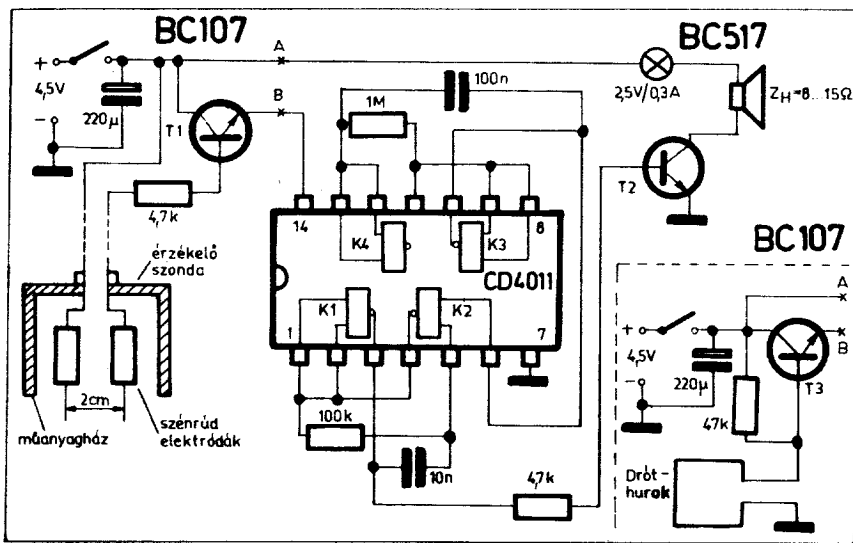 BC107
BC517
+
4,5V
−
220µ
T1
A
B
1M
100n
2,5V/0,3A
Z_H=8...15Ω
T2
4,7k
érzékelő
szonda
14
K4
K3
8
CD4011
K1
K2
1
7
2cm
műanyagház
szénrúd
elektródák
100k
10n
4,7k
BC107
A
B
+
4,5V
−
220µ
T3
47k
Drót-
hurok